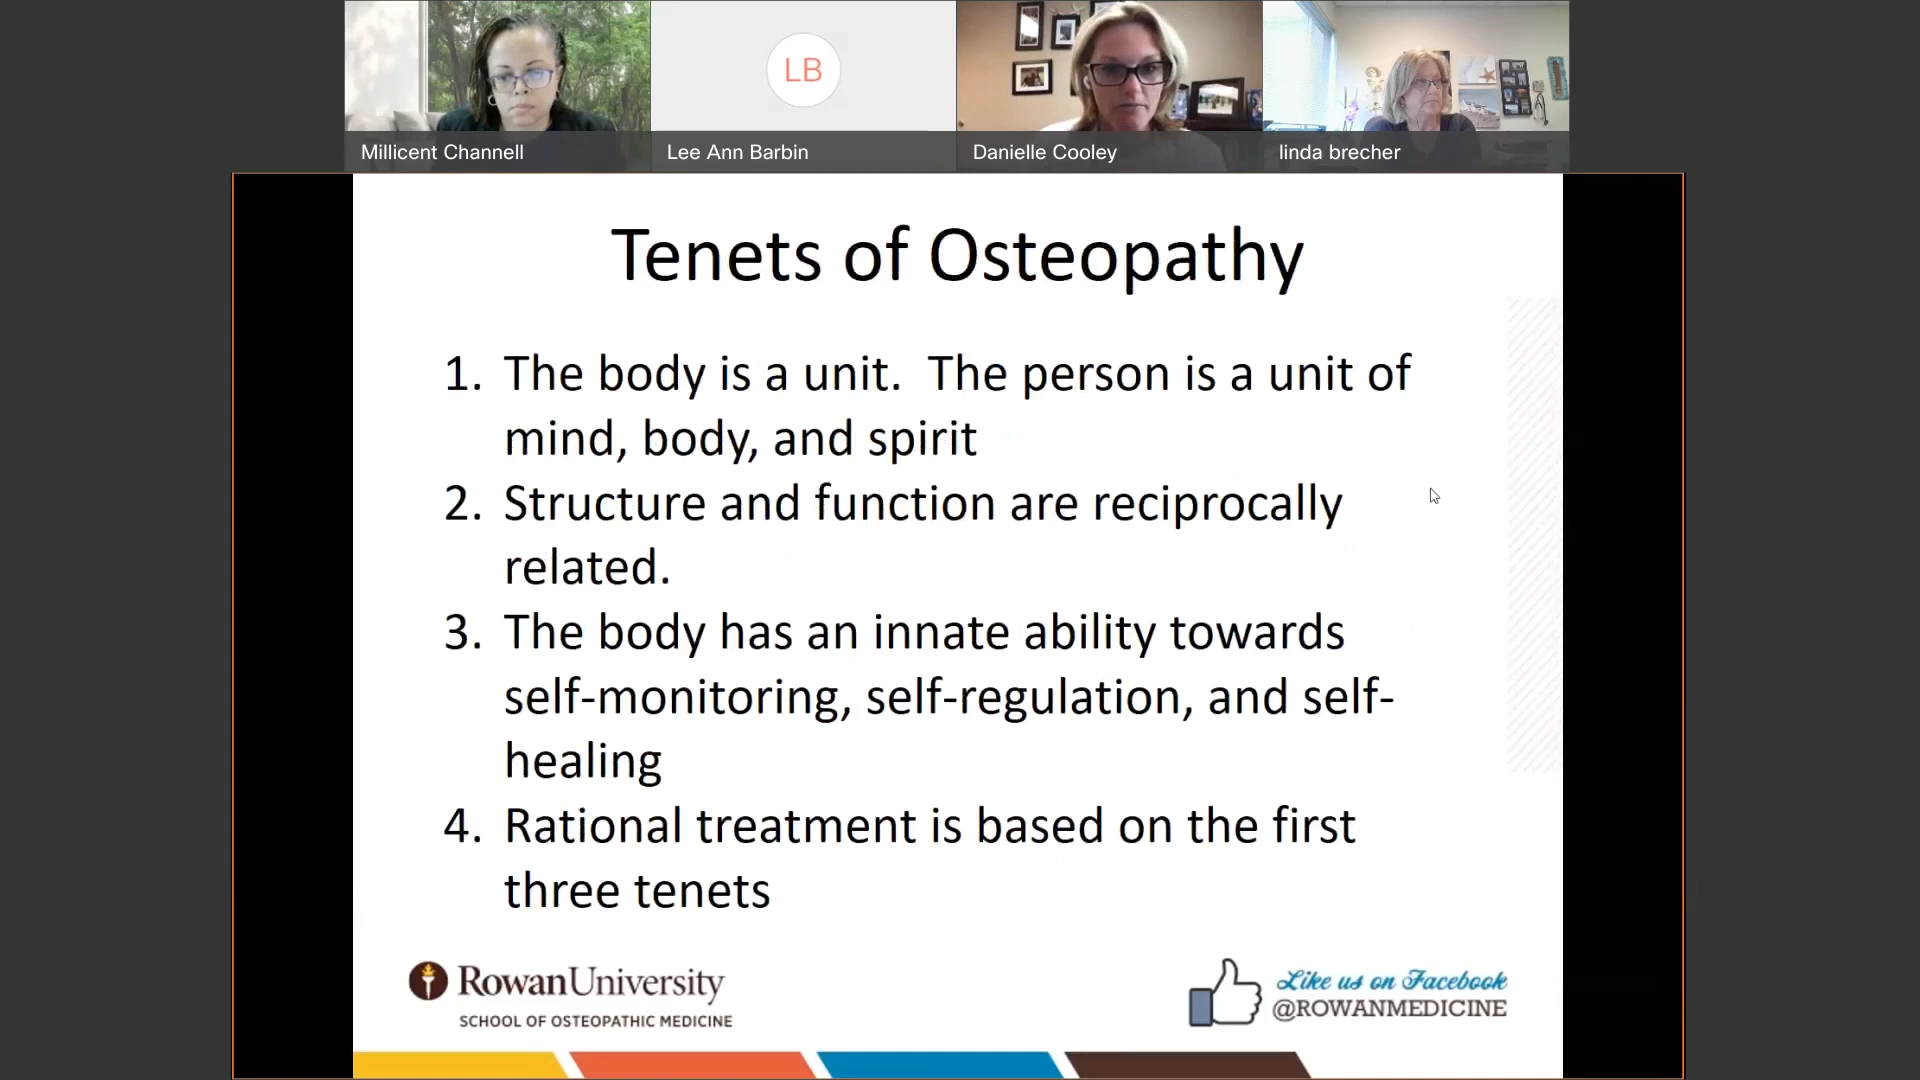 LB
Millicent Channell
Lee Ann Barbin
Danielle Cooley
linda brecher
Tenets of Osteopathy
1. The body is a unit.  The person is a unit of
mind, body, and spirit
2. Structure and function are reciprocally
related.
3. The body has an innate ability towards
self-monitoring, self-regulation, and self-
healing
4. Rational treatment is based on the first
three tenets
RowanUniversity
SCHOOL OF OSTEOPATHIC MEDICINE
Like us on Facebook
@ROWANMEDICINE